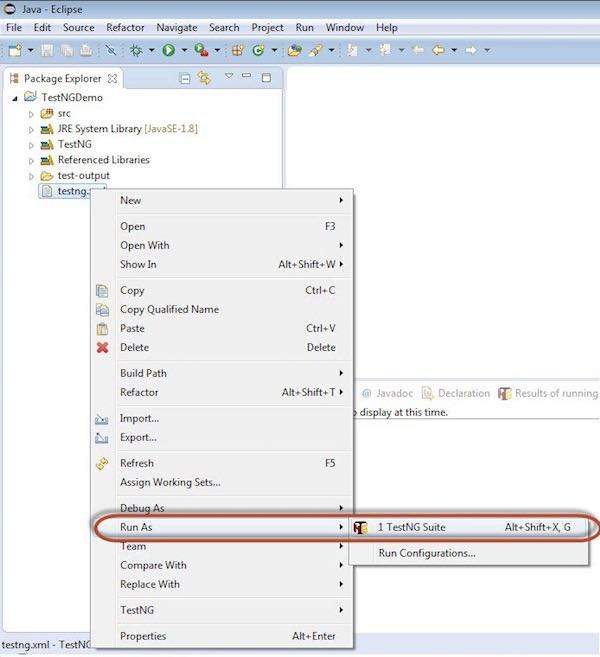 Java - Eclipse
File Edit Source Refactor Navigate Search Project Run Window Help
Package Explorer
TestNGDemo
src
JRE System Library [JavaSE-1.8]
TestNG
Referenced Libraries
test-output
testng.x
New
Open F3
Open With
Show In Alt+Shift+W
Copy Ctrl+C
Copy Qualified Name
Paste Ctrl+V
Delete Delete
Build Path
Refactor Alt+Shift+T
@ Javadoc Declaration Results of running
display at this time.
Import...
Export...
Refresh F5
Assign Working Sets...
Debug As
Run As
1 TestNG Suite Alt+Shift+X, G
Team
Run Configurations...
Compare With
Replace With
TestNG
Properties Alt+Enter
testng.xml - TestNG